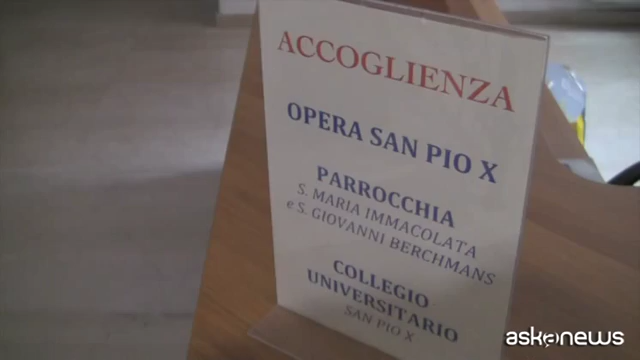 ACCOGLIENZA
OPERA SAN PIO X
PARROCCHIA
S. MARIA IMMACOLATA
e S. GIOVANNI BERCHMANS
COLLEGIO
UNIVERSITARIO
SAN PIO X
askanews